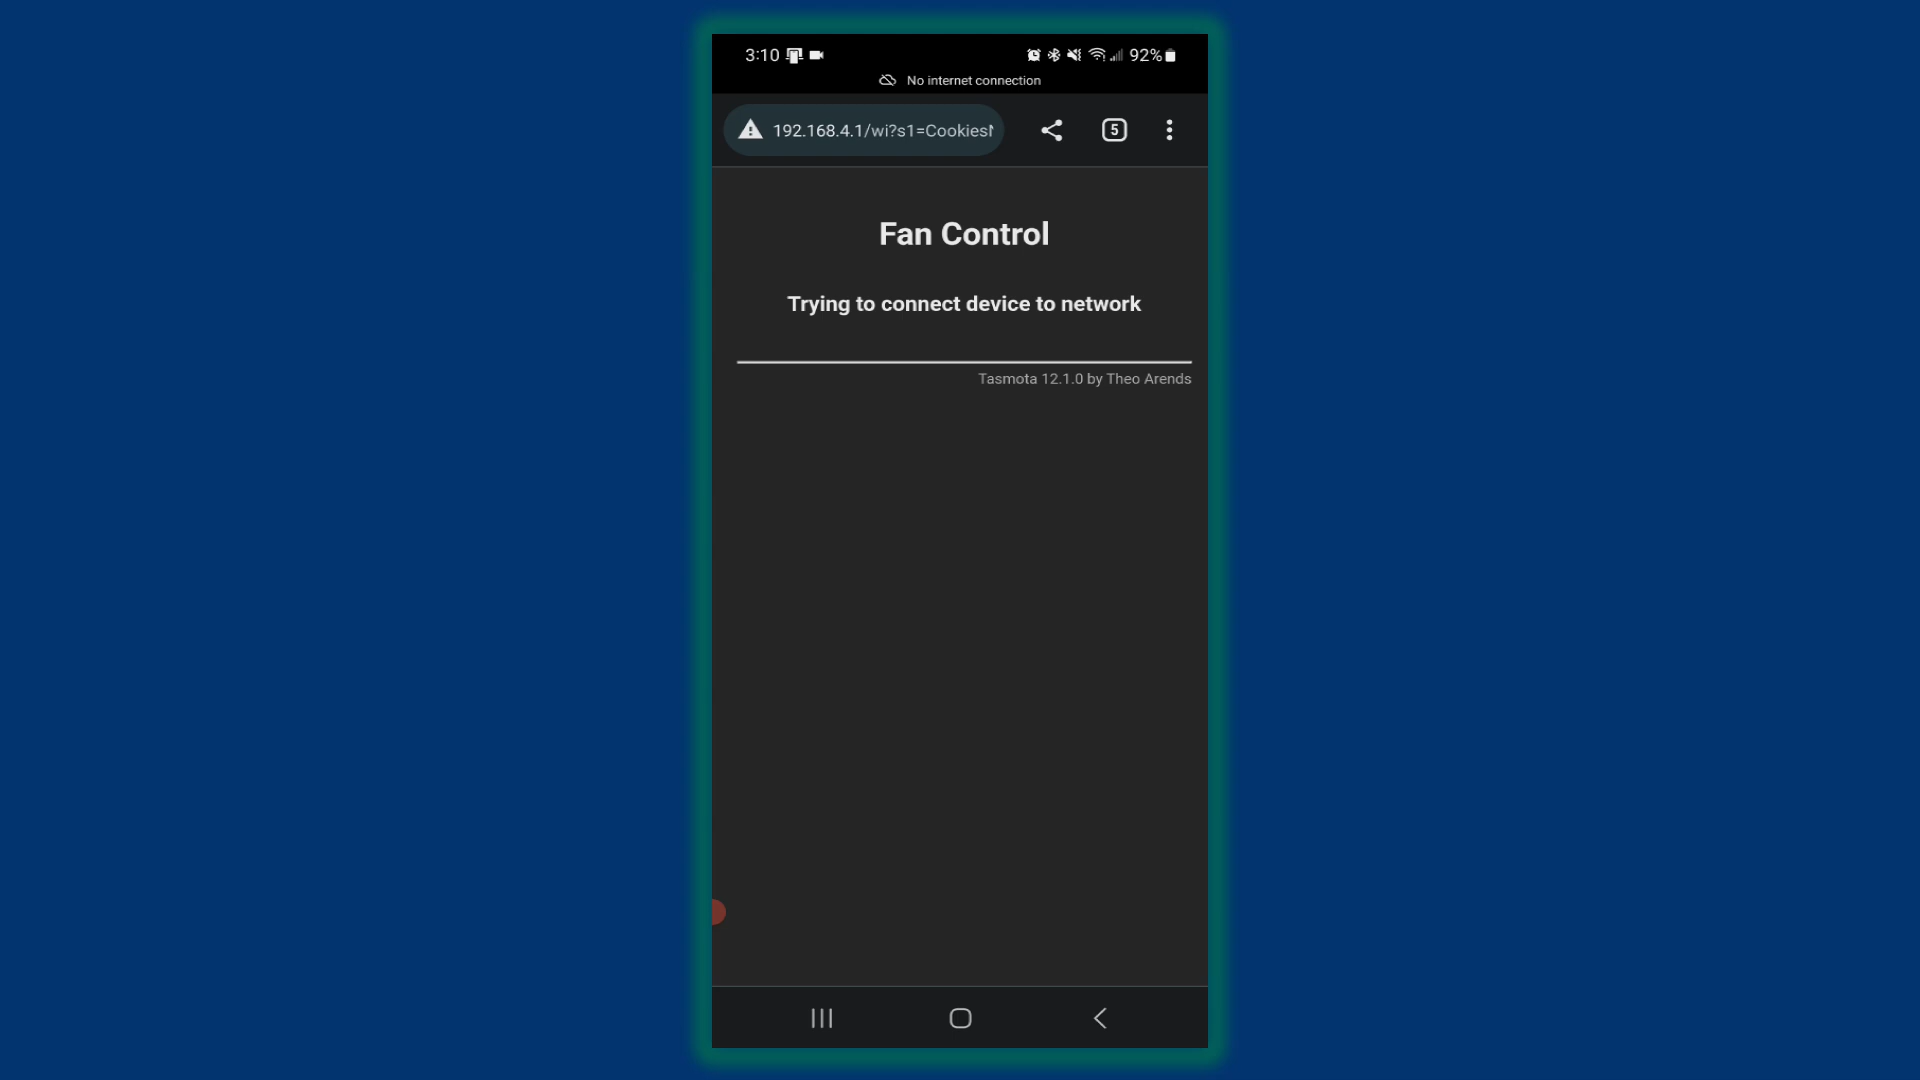 3:10 92%
No internet connection
192.168.4.1/wi?s1=Cookies 5
Fan Control
Trying to connect device to network
Tasmota 12.1.0 by Theo Arends